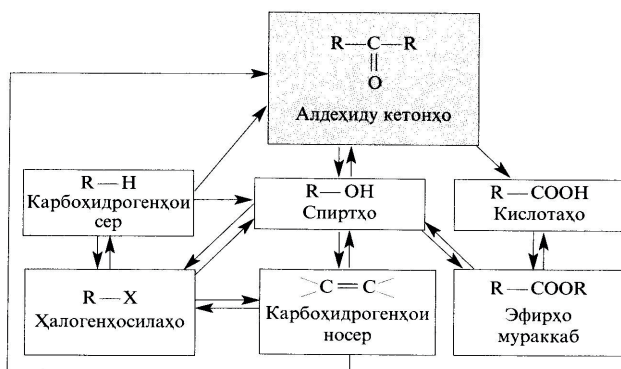 R—C—R
||
O
Алдеҳиду кетонҳо
R—H
Карбоҳидрогенҳои
сер
R—OH
Спиртҳо
R—COOH
Кислотаҳо
R—X
Ҳалогенҳосилаҳо
C=C
Карбоҳидрогенҳои
носер
R—COOR
Эфирҳо
мураккаб